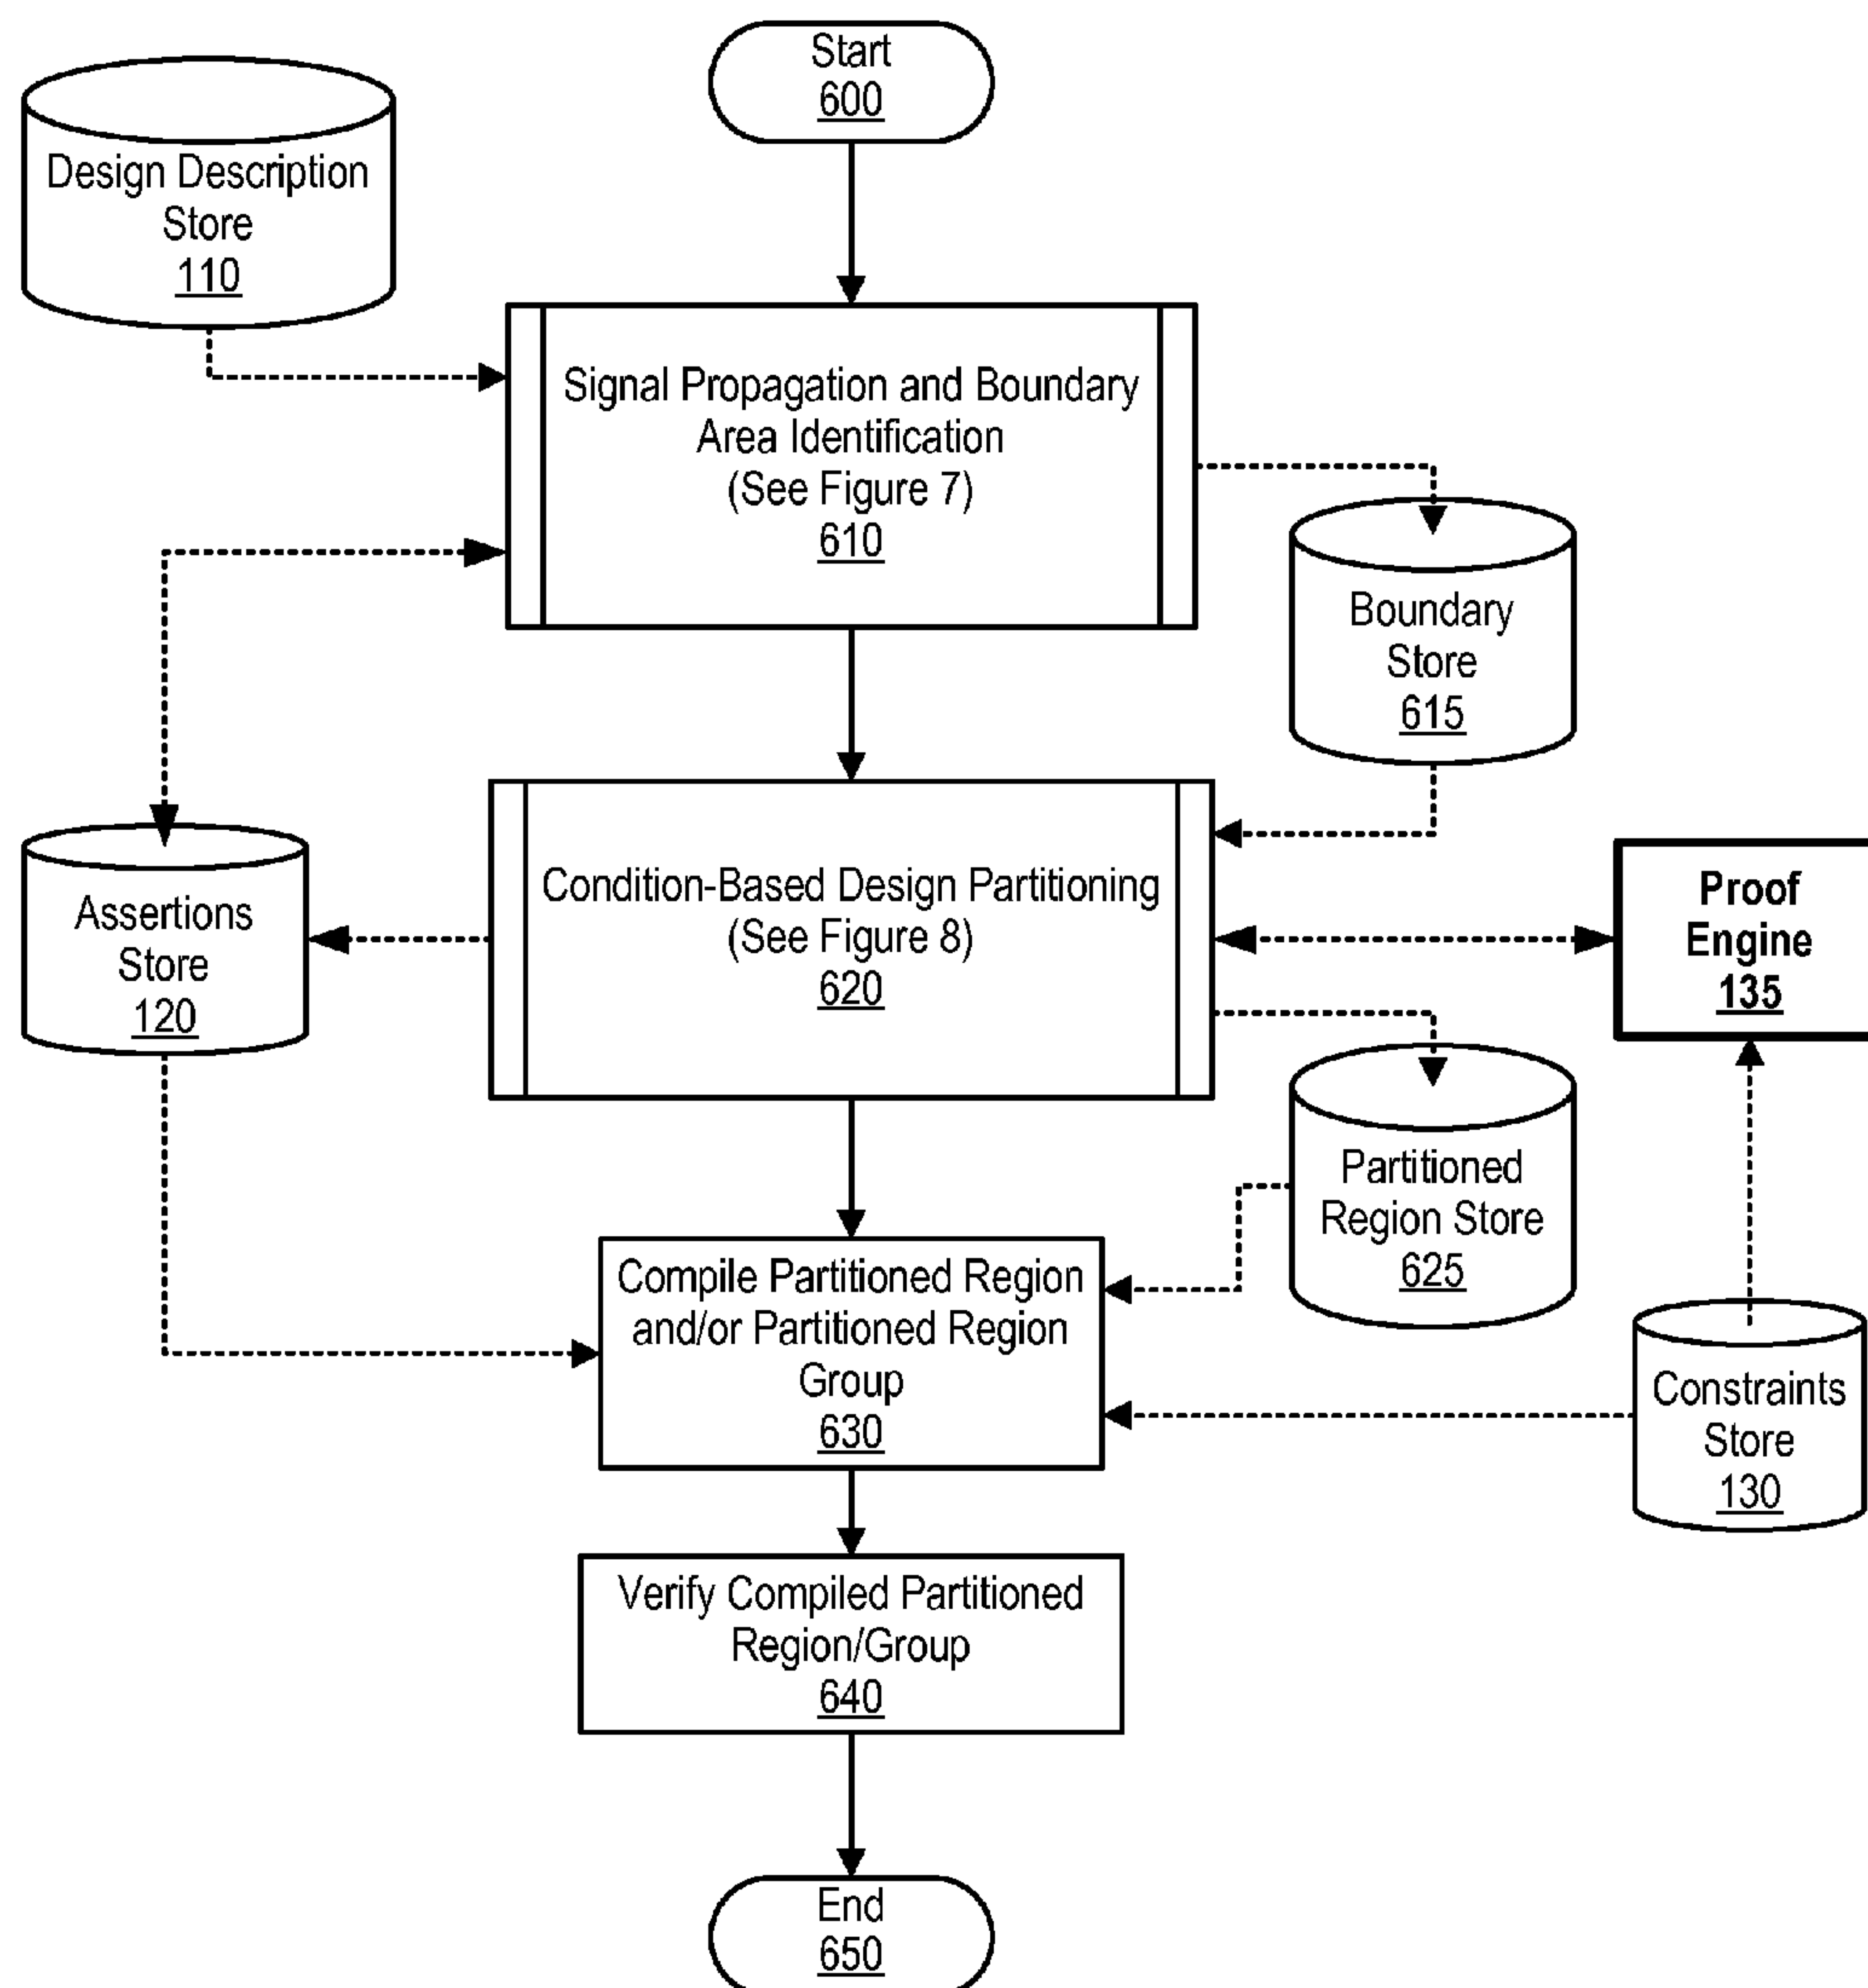 Start
600
Design Description
Store
110
Signal Propagation and Boundary
Area Identification
(See Figure 7)
610
Boundary
Store
615
Assertions
Store
120
Condition-Based Design Partitioning
(See Figure 8)
620
Proof
Engine
135
Partitioned
Region Store
625
Compile Partitioned Region
and/or Partitioned Region
Group
630
Constraints
Store
130
Verify Compiled Partitioned
Region/Group
640
End
650